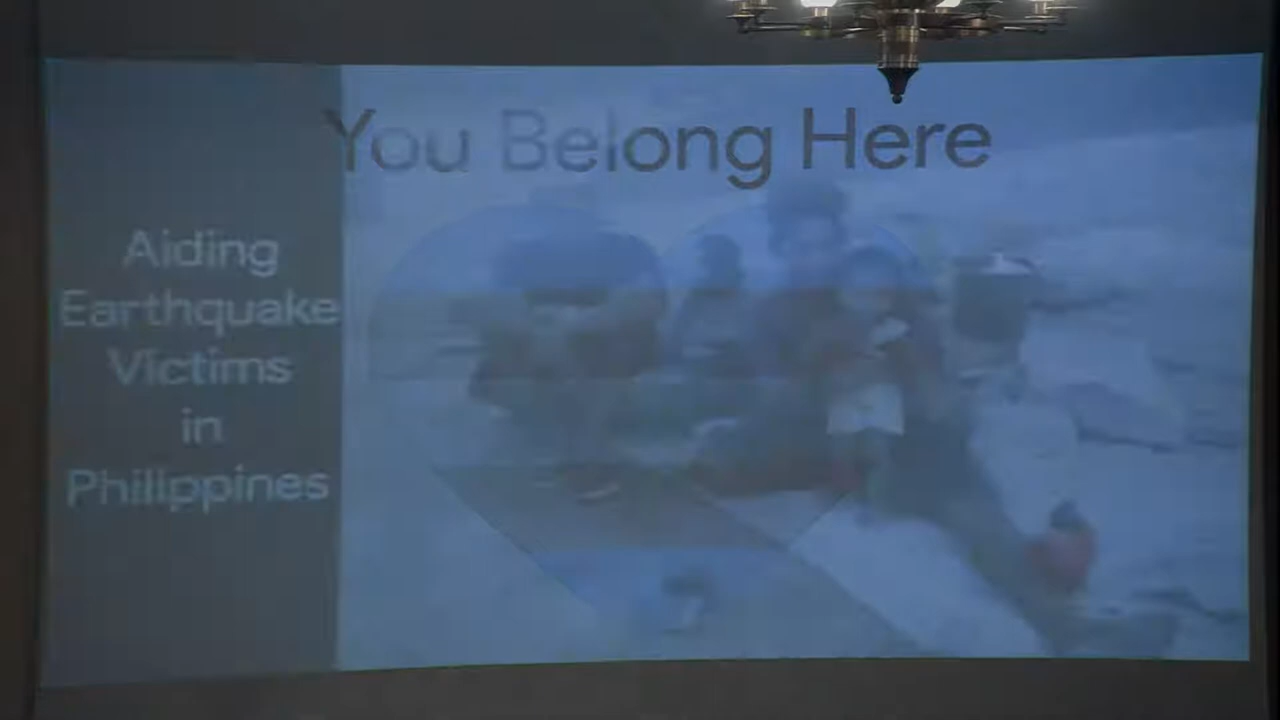 You Belong Here
Aiding
Earthquake
Victims
in
Philippines